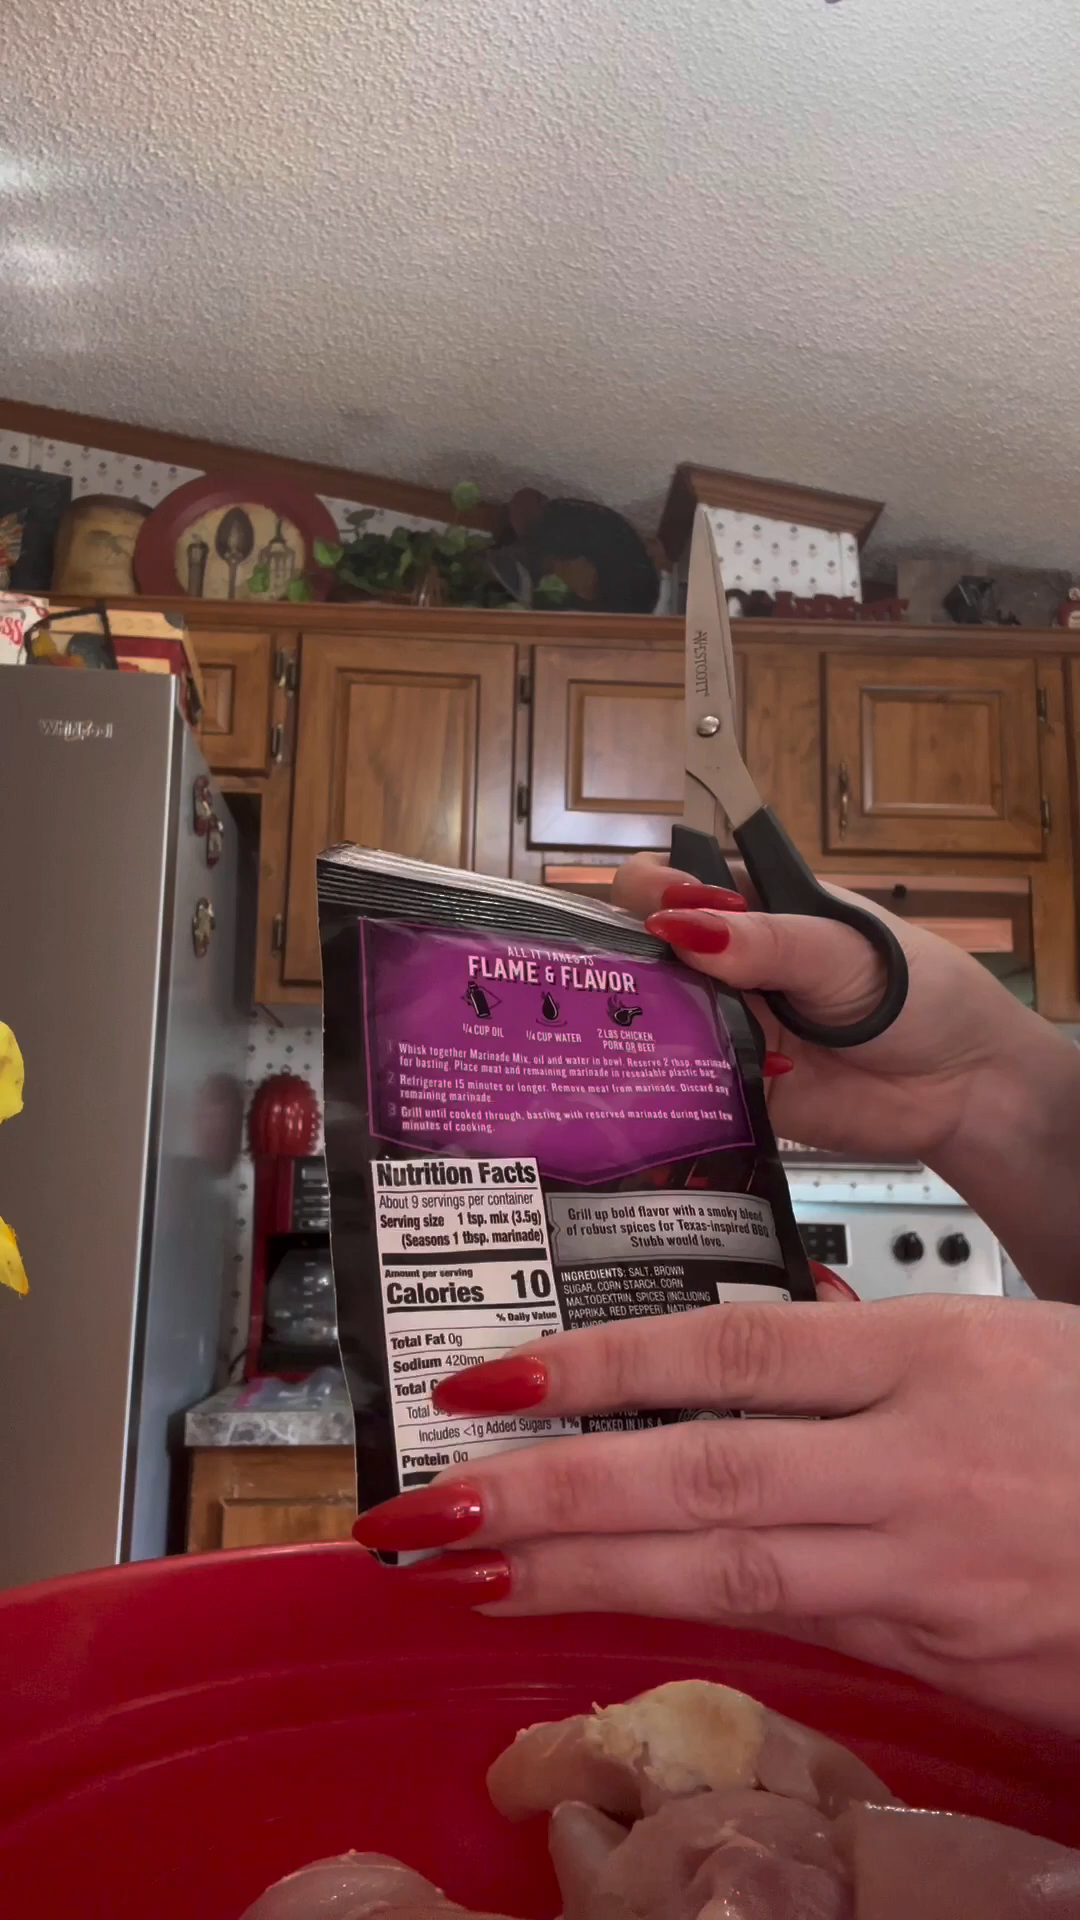 Whirlpool
WESTCOTT
ALL IT TAKES IS
FLAME & FLAVOR
1/4 CUP OIL
1/4 CUP WATER
2 LBS CHICKEN,
PORK OR BEEF
1 Whisk together Marinade Mix, oil and water in bowl. Reserve 2 tbsp. marinade
for basting. Place meat and remaining marinade in resealable plastic bag.
2 Refrigerate 15 minutes or longer. Remove meat from marinade. Discard any
remaining marinade.
3 Grill until cooked through, basting with reserved marinade during last few
minutes of cooking.
Nutrition Facts
About 9 servings per container
Serving size 1 tsp. mix (3.5g)
(Seasons 1 tbsp. marinade)
Amount per serving
Calories 10
% Daily Value
Total Fat 0g 0%
Sodium 420mg
Total
Total
Includes <1g Added Sugars 1%
Protein 0g
Grill up bold flavor with a smoky blend
of robust spices for Texas-inspired BBQ
Stubb would love.
INGREDIENTS: SALT, BROWN
SUGAR, CORN STARCH, CORN
MALTODEXTRIN, SPICES (INCLUDING
PAPRIKA, RED PEPPER),
PACKED IN U.S.A.